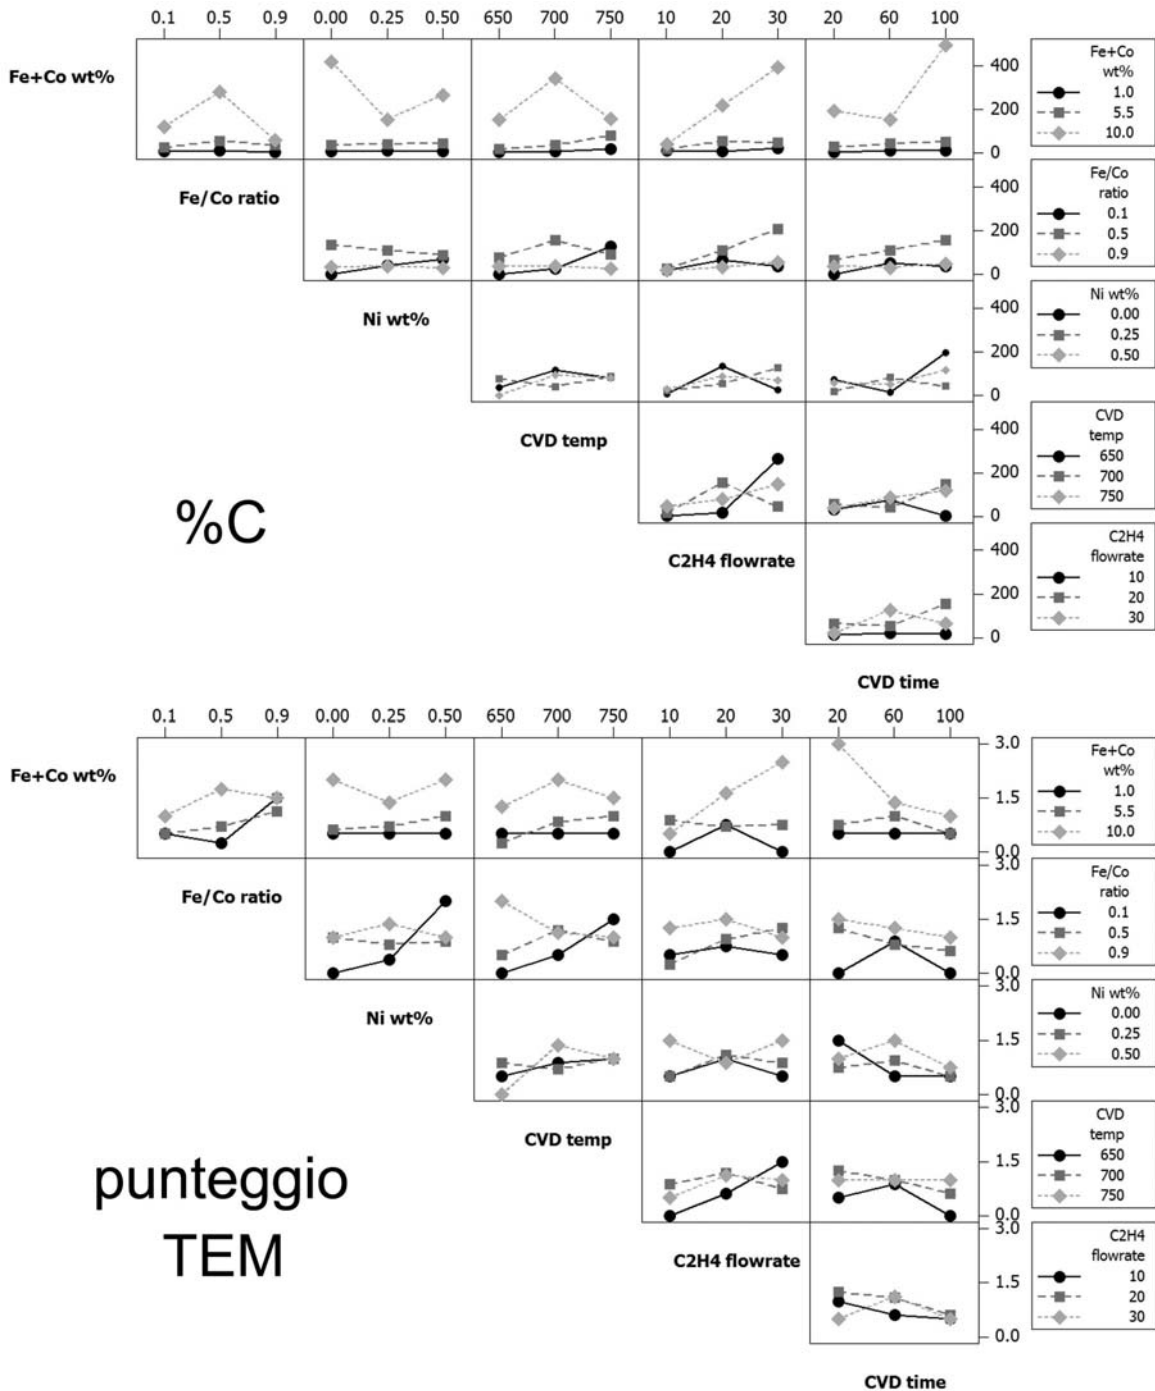 0.1 0.5 0.9 0.00 0.25 0.50 650 700 750 10 20 30 20 60 100
Fe+Co wt%
400
200
0
Fe+Co
wt%
1.0
5.5
10.0
Fe/Co ratio
400
200
0
Fe/Co
ratio
0.1
0.5
0.9
Ni wt%
400
200
0
Ni wt%
0.00
0.25
0.50
CVD temp
400
200
0
CVD
temp
650
700
750
%C
C2H4 flowrate
400
200
0
C2H4
flowrate
10
20
30
CVD time
0.1 0.5 0.9 0.00 0.25 0.50 650 700 750 10 20 30 20 60 100
Fe+Co wt%
3.0
1.5
0.0
Fe+Co
wt%
1.0
5.5
10.0
Fe/Co ratio
3.0
1.5
0.0
Fe/Co
ratio
0.1
0.5
0.9
Ni wt%
3.0
1.5
0.0
Ni wt%
0.00
0.25
0.50
CVD temp
3.0
1.5
0.0
CVD
temp
650
700
750
punteggio
TEM
C2H4 flowrate
3.0
1.5
0.0
C2H4
flowrate
10
20
30
CVD time